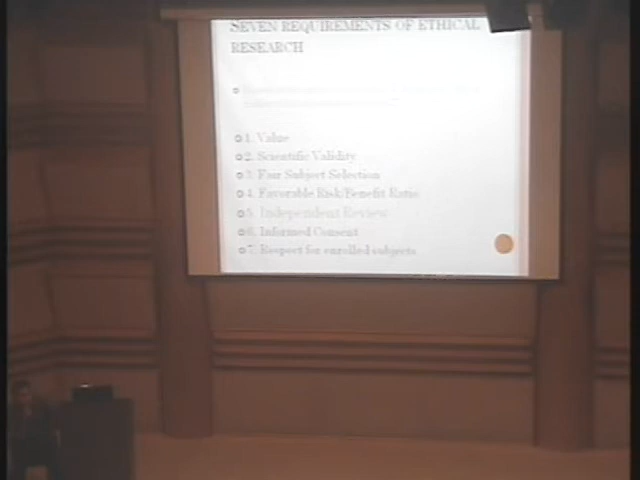 SEVEN REQUIREMENTS OF ETHICAL
RESEARCH
1. Value
2. Scientific Validity
3. Fair Subject Selection
4. Favorable Risk/Benefit Ratio
5. Independent Review
6. Informed Consent
7. Respect for enrolled subjects